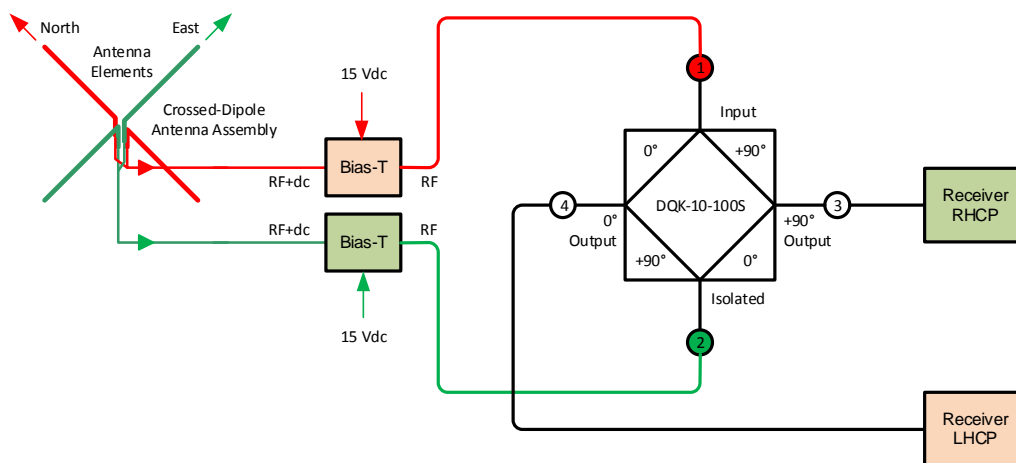 North
East
Antenna
Elements
15 Vdc
Crossed-Dipole
Antenna Assembly
Bias-T
RF+dc
RF
RF+dc
Bias-T
RF
15 Vdc
1
Input
0°
+90°
4
DQK-10-100S
3
0°
Output
+90°
Output
+90°
0°
Isolated
2
Receiver
RHCP
Receiver
LHCP